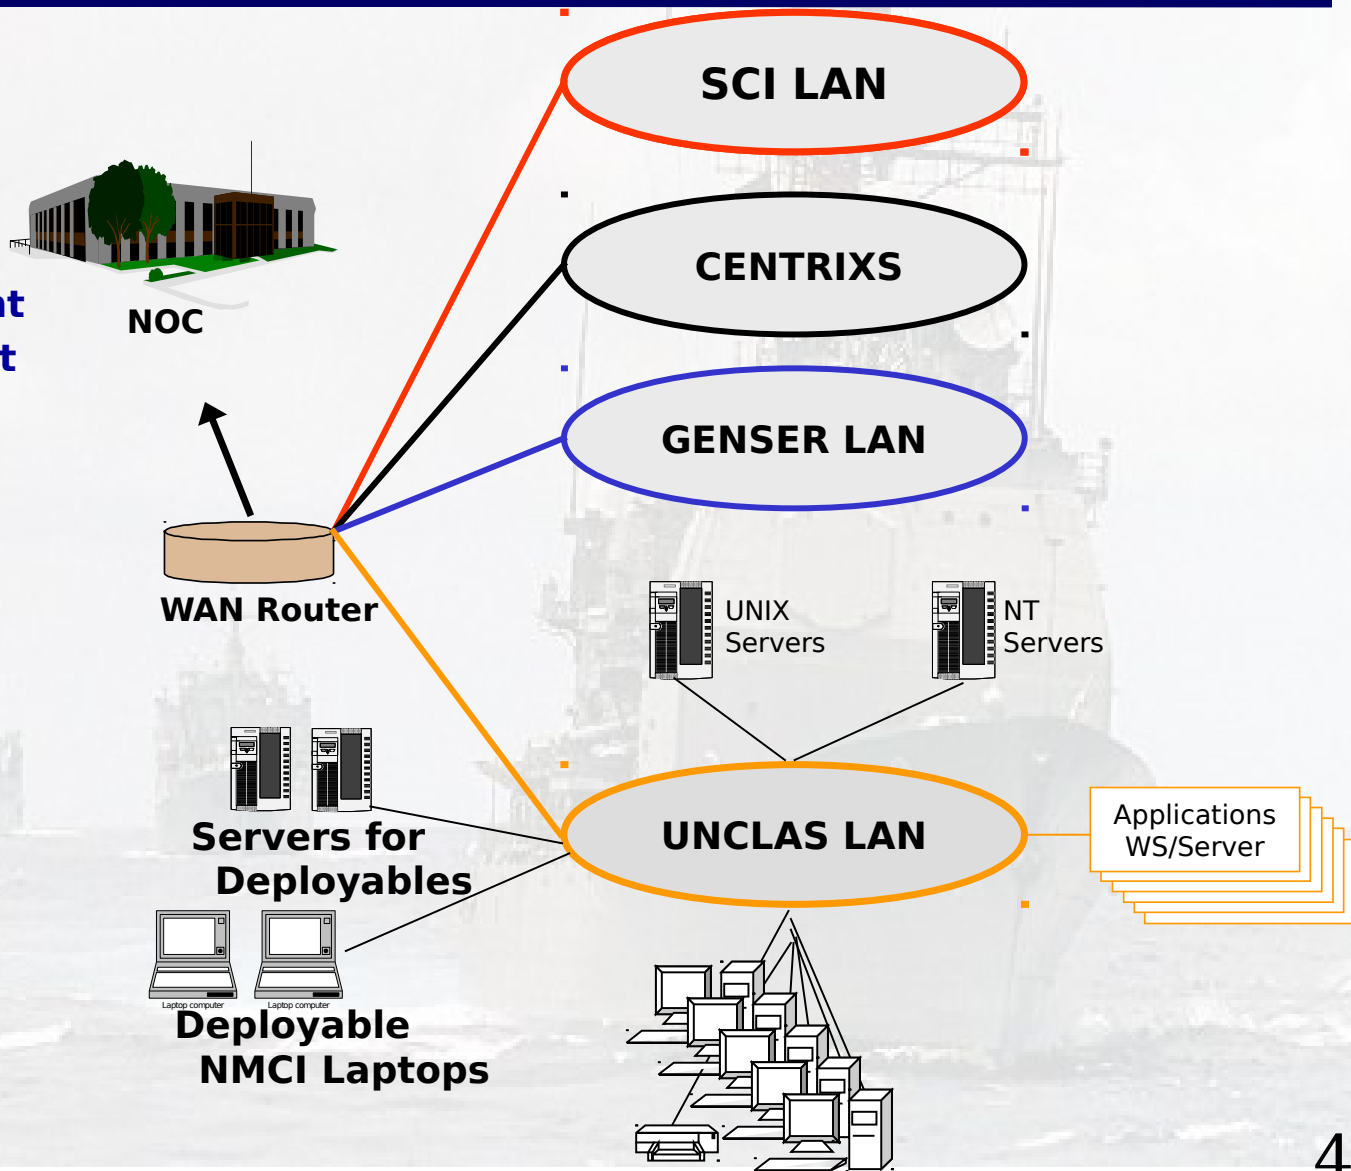 SCI LAN
CENTRIXS
NOC
GENSER LAN
WAN Router
UNIX
Servers
NT
Servers
Servers for
Deployables
UNCLAS LAN
Applications
WS/Server
Laptop computer
Laptop computer
Deployable
NMCI Laptops
4